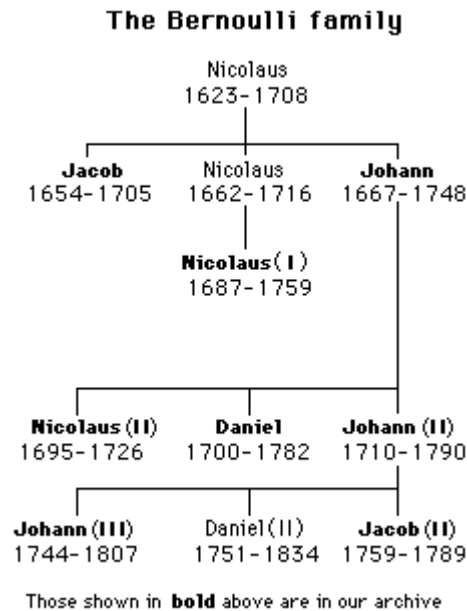 The Bernoulli family
Nicolaus
1623-1708
Jacob Nicolaus Johann
1654-1705 1662-1716 1667-1748
Nicolaus(I)
1687-1759
Nicolaus (II) Daniel Johann (II)
1695-1726 1700-1782 1710-1790
Johann (III) Daniel(II) Jacob (II)
1744-1807 1751-1834 1759-1789
Those shown in bold above are in our archive